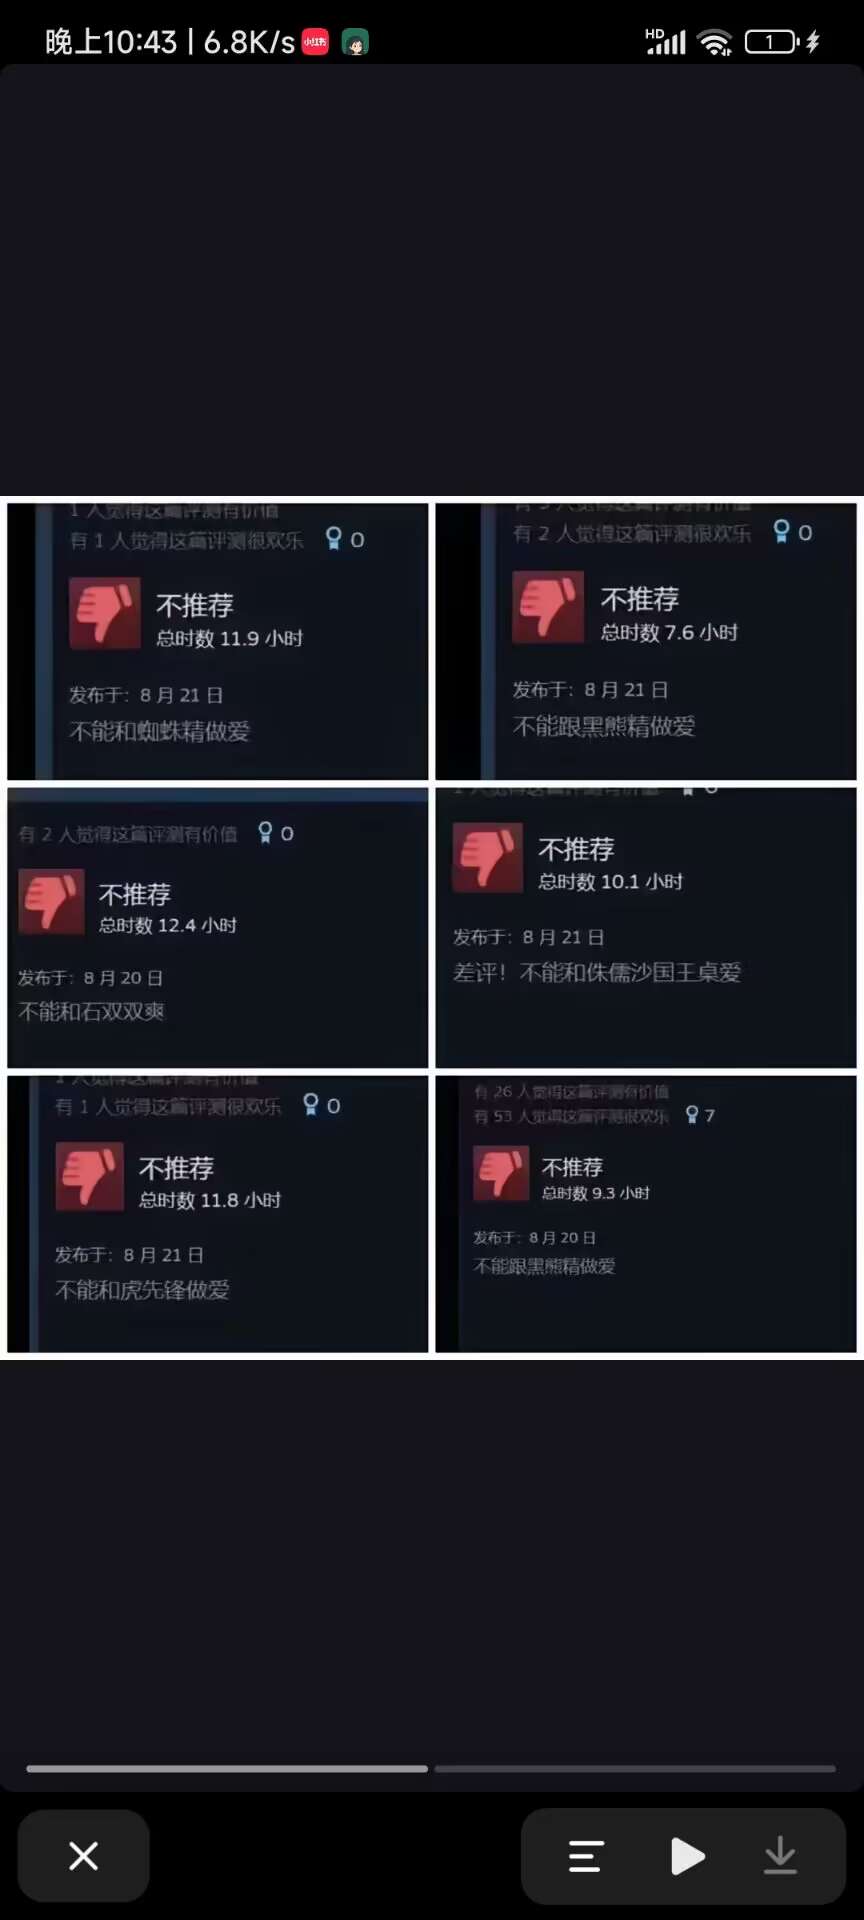 晚上10:43 | 6.8K/s
小红书
HD
1
1 人觉得这篇评测有价值
有 1 人觉得这篇评测很欢乐 0
不推荐
总时数 11.9 小时
发布于：8 月 21 日
不能和蜘蛛精做爱
有 2 人觉得这篇评测很欢乐 0
不推荐
总时数 7.6 小时
发布于：8 月 21 日
不能跟黑熊精做爱
有 2 人觉得这篇评测有价值 0
不推荐
总时数 12.4 小时
发布于：8 月 20 日
不能和石双双爽
1 人觉得这篇评测有价值 0
不推荐
总时数 10.1 小时
发布于：8 月 21 日
差评！不能和侏儒沙国王桌爱
1 人觉得这篇评测有价值
有 1 人觉得这篇评测很欢乐 0
不推荐
总时数 11.8 小时
发布于：8 月 21 日
不能和虎先锋做爱
有 26 人觉得这篇评测有价值
有 53 人觉得这篇评测很欢乐 7
不推荐
总时数 9.3 小时
发布于：8 月 20 日
不能跟黑熊精做爱